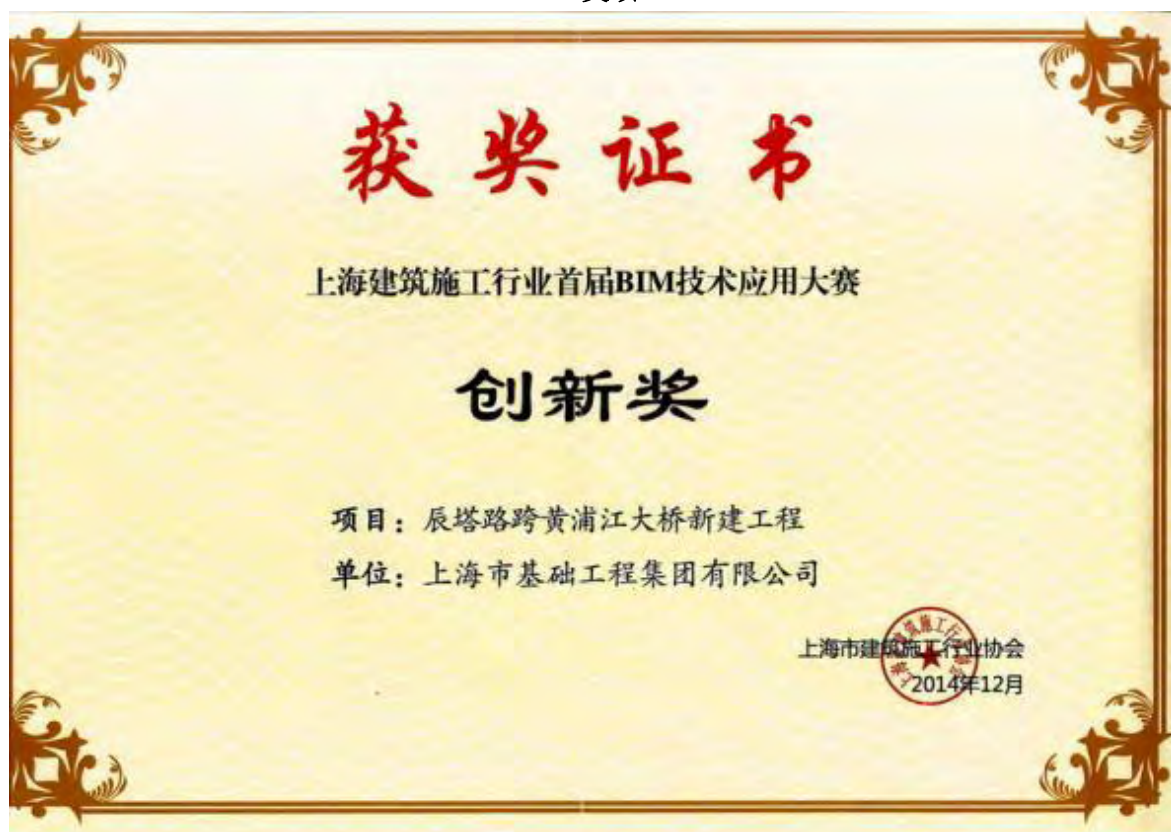 获奖证书
上海建筑施工行业首届BIM技术应用大赛
创新奖
项目：辰塔路跨黄浦江大桥新建工程
单位：上海市基础工程集团有限公司
上海市建筑施工行业协会
2014年12月